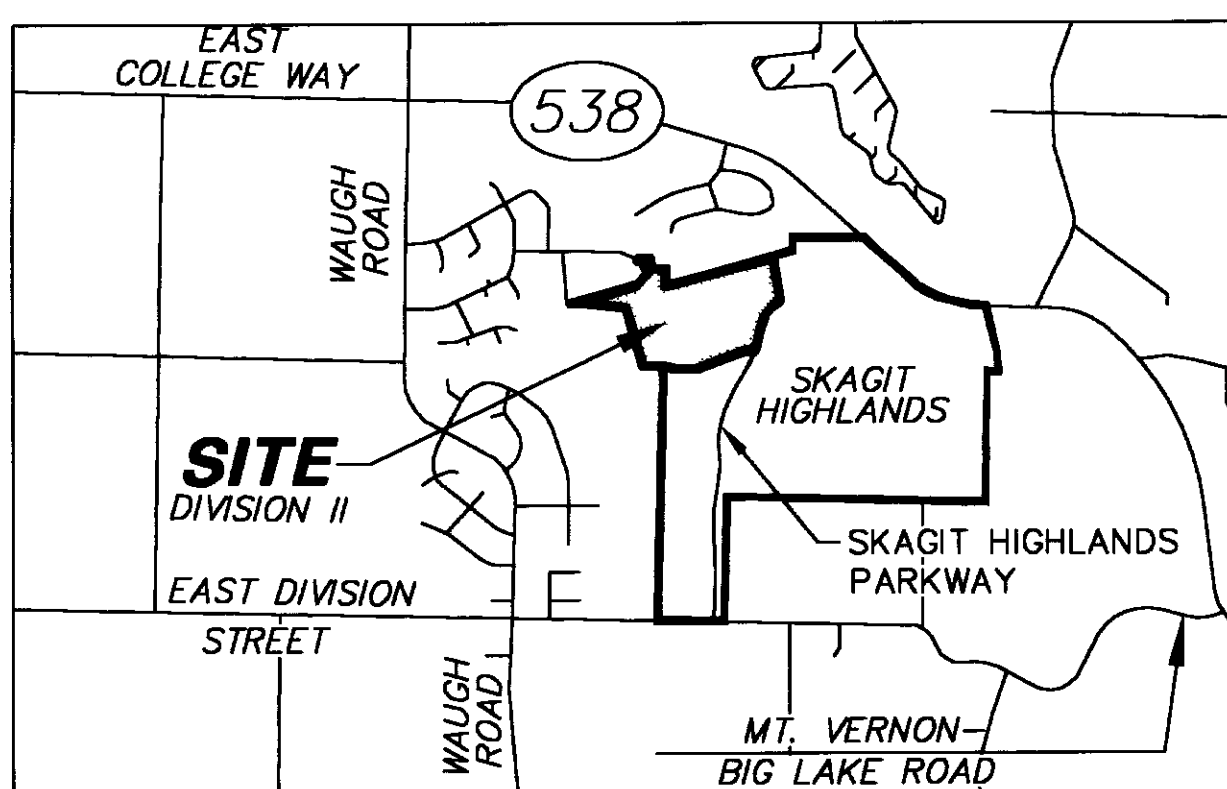 EAST
COLLEGE WAY
538
WAUGH
ROAD
SKAGIT
HIGHLANDS
SITE
DIVISION II
SKAGIT HIGHLANDS
PARKWAY
EAST DIVISION
STREET
WAUGH
ROAD
MT. VERNON
BIG LAKE ROAD